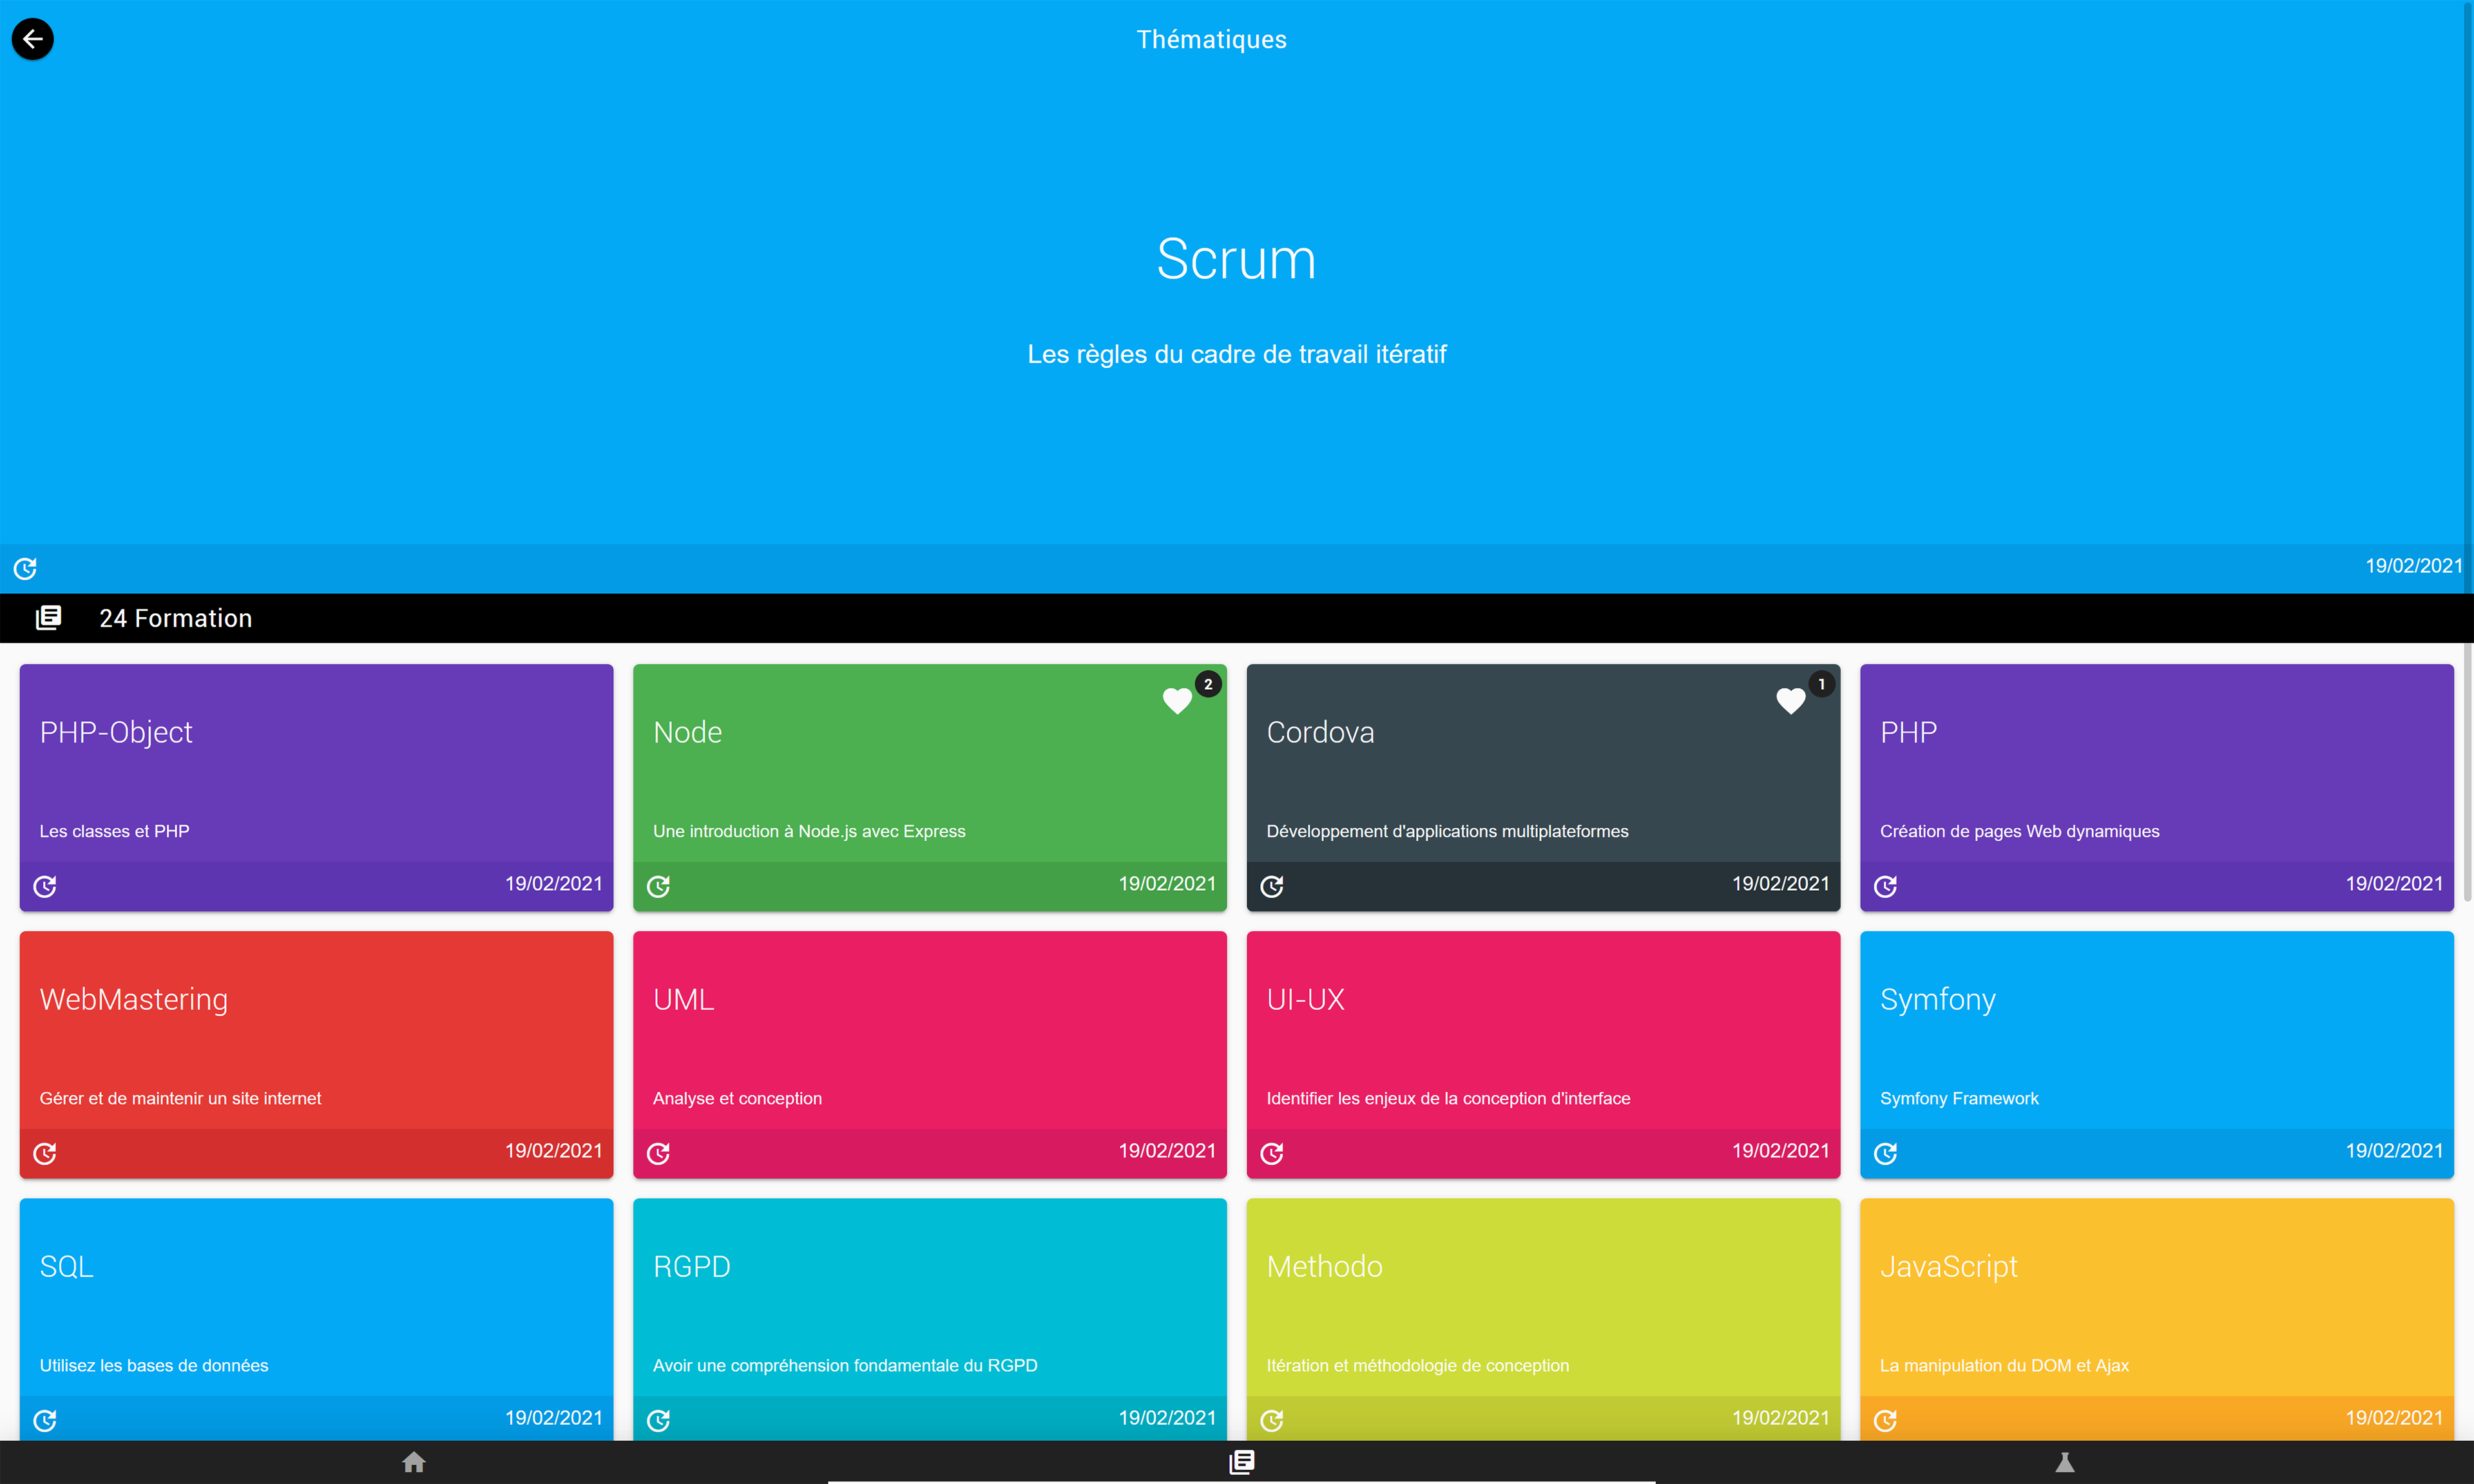 Thématiques
Scrum
Les règles du cadre de travail itératif
19/02/2021
24 Formation
PHP-Object
Les classes et PHP
19/02/2021
2
Node
Une introduction à Node.js avec Express
19/02/2021
1
Cordova
Développement d'applications multiplateformes
19/02/2021
PHP
Création de pages Web dynamiques
19/02/2021
WebMastering
Gérer et de maintenir un site internet
19/02/2021
UML
Analyse et conception
19/02/2021
UI-UX
Identifier les enjeux de la conception d'interface
19/02/2021
Symfony
Symfony Framework
19/02/2021
SQL
Utilisez les bases de données
19/02/2021
RGPD
Avoir une compréhension fondamentale du RGPD
19/02/2021
Methodo
Itération et méthodologie de conception
19/02/2021
JavaScript
La manipulation du DOM et Ajax
19/02/2021